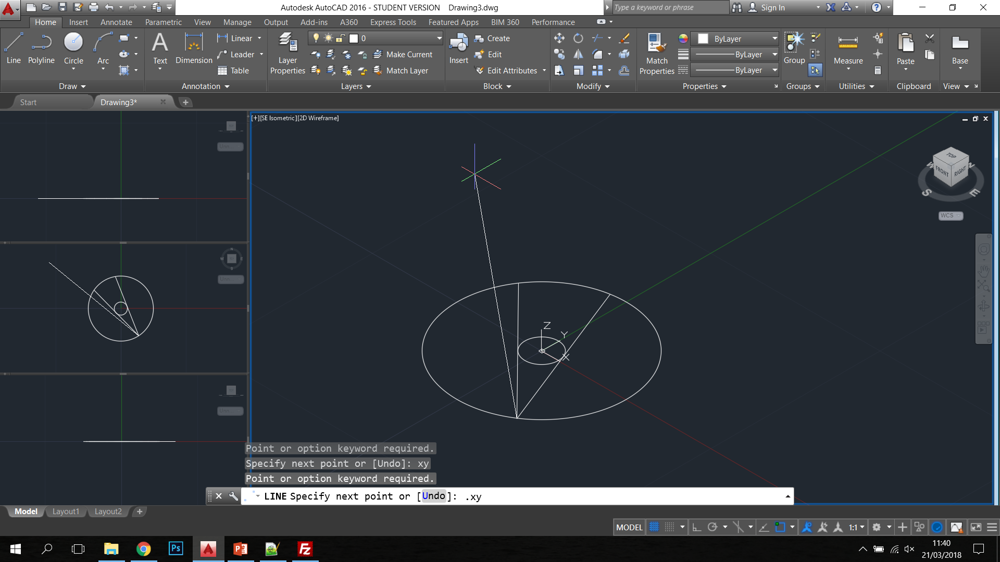 Autodesk AutoCAD 2016 - STUDENT VERSION Drawing3.dwg
Type a keyword or phrase
Sign In
Home Insert Annotate Parametric View Manage Output Add-ins A360 Express Tools Featured Apps BIM 360 Performance
Line Polyline Circle Arc
Draw
Text Dimension
Linear
Leader
Table
Annotation
Layer Properties
0
Make Current
Match Layer
Layers
Insert
Create
Edit
Edit Attributes
Block
Modify
Match Properties
ByLayer
ByLayer
ByLayer
Properties
Group
Groups
Measure
Utilities
Paste
Clipboard
Base
View
Start Drawing3*
[+][SE Isometric][2D Wireframe]
TOP
FRONT RIGHT
W N
S E
WCS
N
W E
S
Z
Y
X
Point or option keyword required.
Specify next point or [Undo]: xy
Point or option keyword required.
LINE Specify next point or [Undo]: .xy
Model Layout1 Layout2
MODEL
1:1
Ps
Fz
11:40
21/03/2018